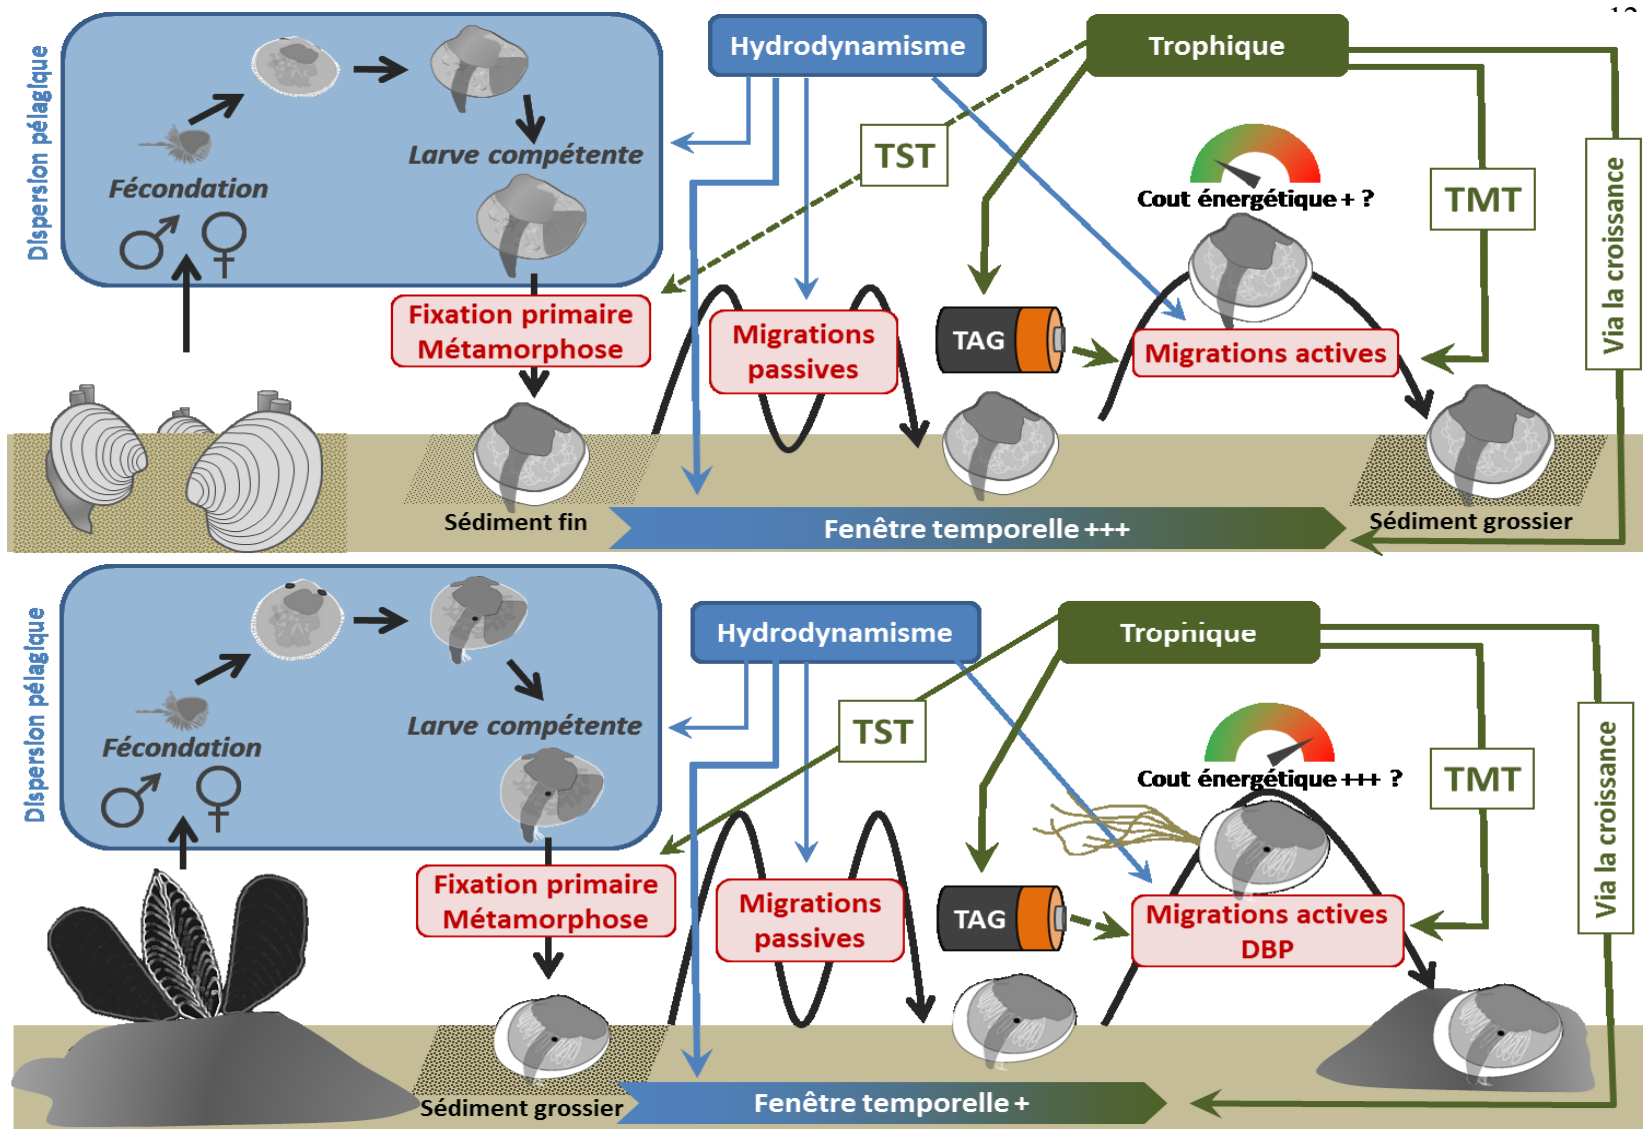 12
Dispersion pélagique
Hydrodynamisme
Trophique
TST
Larve compétente
Fécondation
Cout énergétique + ?
TMT
Via la croissance
Fixation primaire
Métamorphose
Migrations
passives
TAG
Migrations actives
Sédiment fin
Fenêtre temporelle +++
Sédiment grossier
Dispersion pélagique
Hydrodynamisme
Trophique
TST
Larve compétente
Fécondation
Cout énergétique +++ ?
TMT
Via la croissance
Fixation primaire
Métamorphose
Migrations
passives
TAG
Migrations actives
DBP
Sédiment grossier
Fenêtre temporelle +